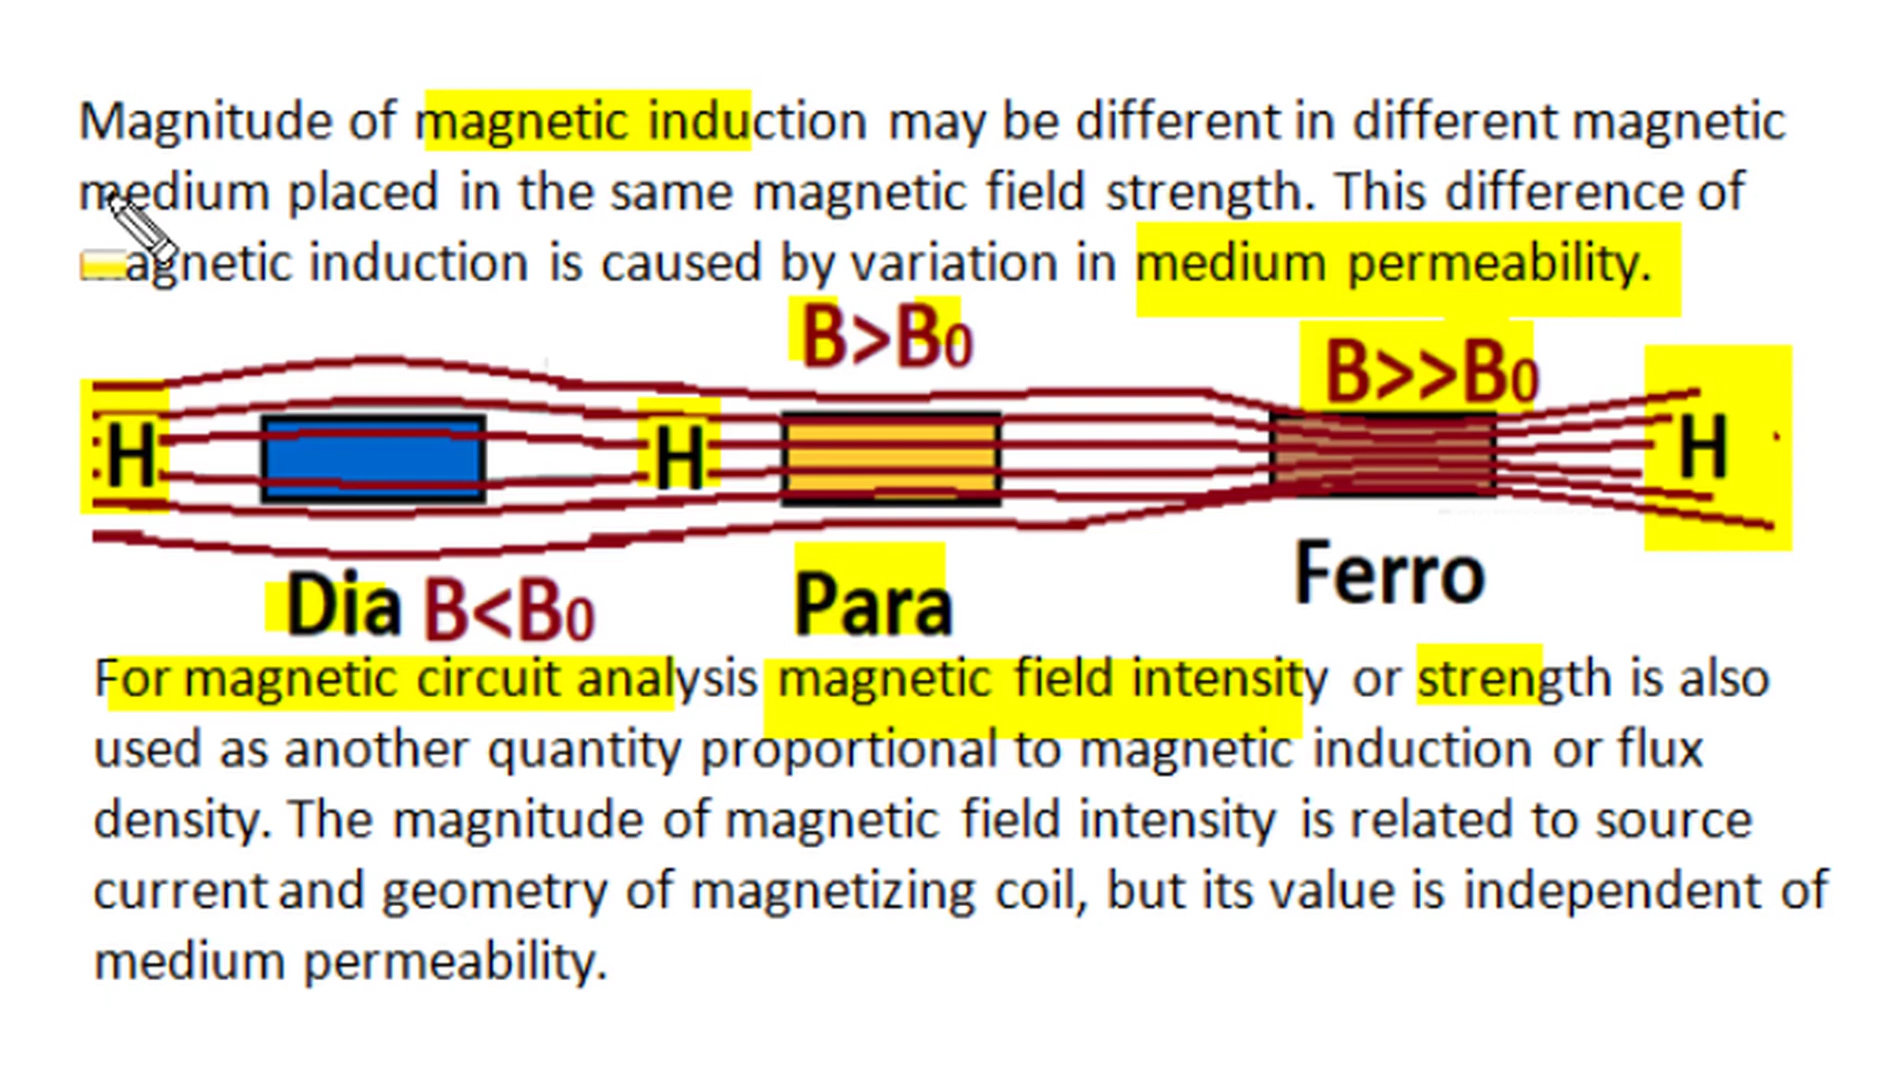 Magnitude of magnetic induction may be different in different magnetic
medium placed in the same magnetic field strength. This difference of
magnetic induction is caused by variation in medium permeability.
B>B0
B>>B0
H
H
H
Dia B<B0
Para
Ferro
For magnetic circuit analysis magnetic field intensity or strength is also
used as another quantity proportional to magnetic induction or flux
density. The magnitude of magnetic field intensity is related to source
current and geometry of magnetizing coil, but its value is independent of
medium permeability.